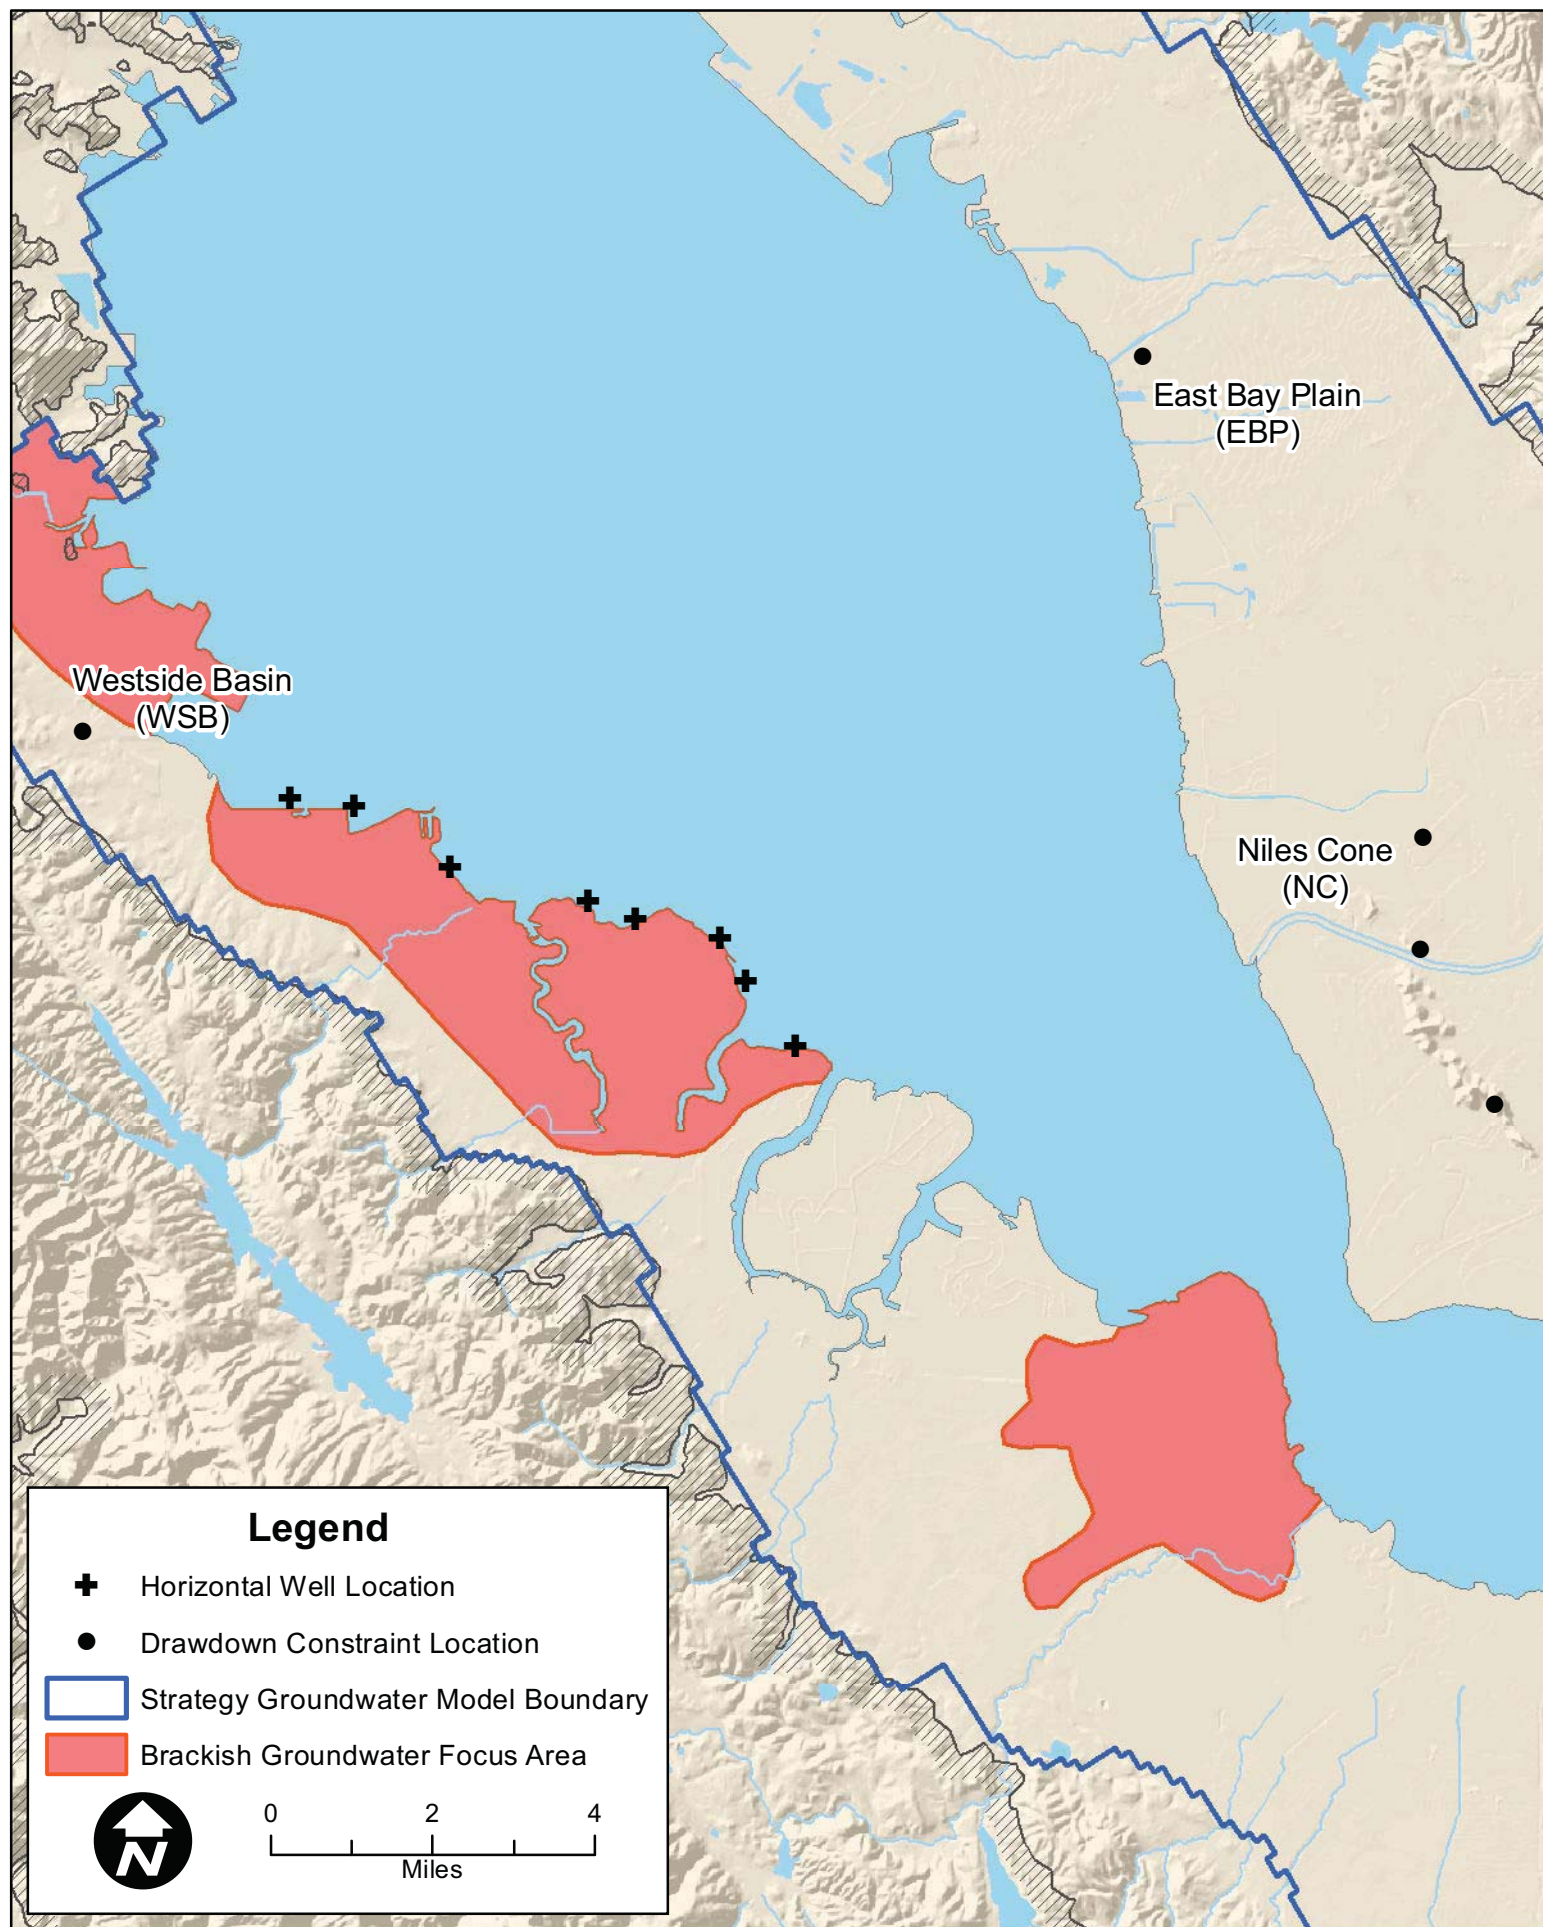 East Bay Plain
(EBP)
Westside Basin
(WSB)
Niles Cone
(NC)
Legend
Horizontal Well Location
Drawdown Constraint Location
Strategy Groundwater Model Boundary
Brackish Groundwater Focus Area
N
0 2 4
Miles